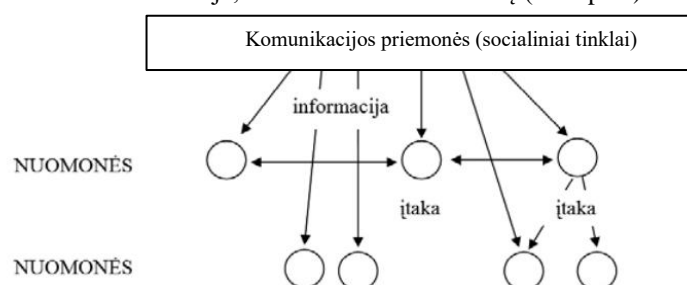 Komunikacijos priemonės (socialiniai tinklai)
informacija
NUOMONĖS
įtaka
įtaka
NUOMONĖS